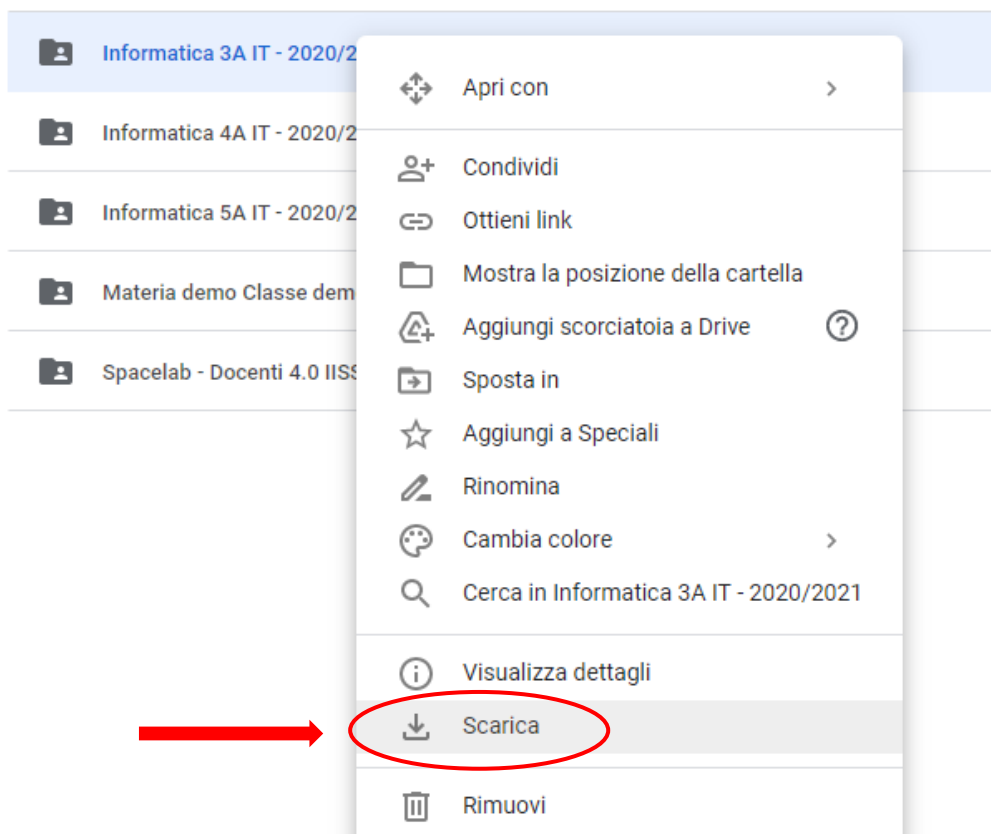 Informatica 3A IT - 2020/2
Apri con
Informatica 4A IT - 2020/2
Condividi
Informatica 5A IT - 2020/2
Ottieni link
Mostra la posizione della cartella
Materia demo Classe dem
Aggiungi scorciatoia a Drive
Spacelab - Docenti 4.0 IISS
Sposta in
Aggiungi a Speciali
Rinomina
Cambia colore
Cerca in Informatica 3A IT - 2020/2021
Visualizza dettagli
Scarica
Rimuovi